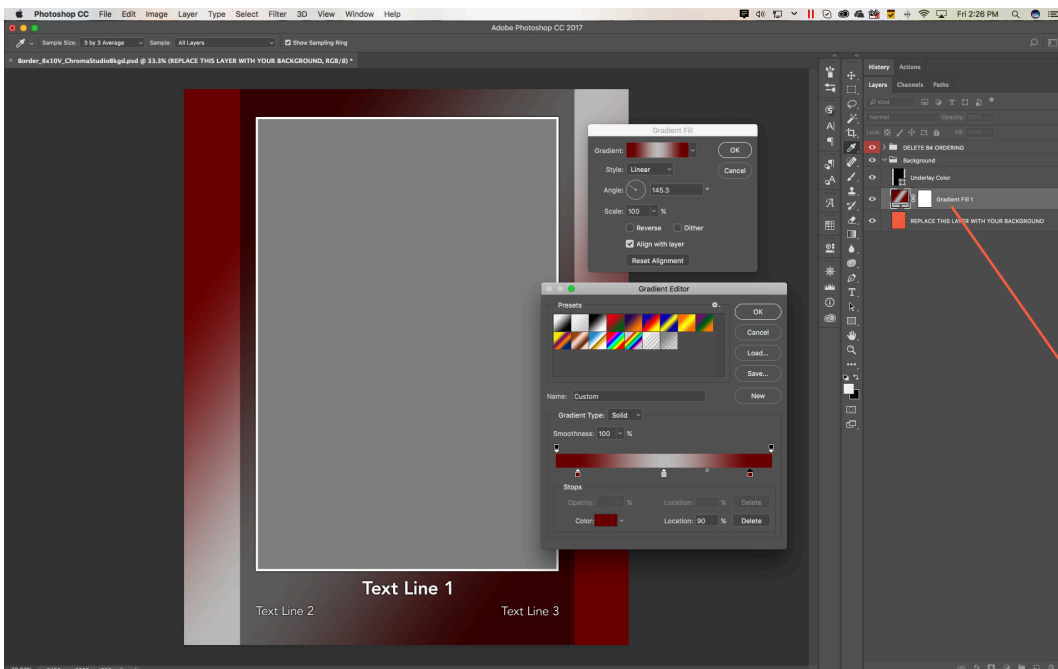 Photoshop CC File Edit Image Layer Type Select Filter 3D View Window Help Fri 2:26 PM
Adobe Photoshop CC 2017
Sample Size: 3 by 3 Average Sample: All Layers Show Sampling Ring
× Border_8x10V_ChromaStudioBkgd.psd @ 33.3% (REPLACE THIS LAYER WITH YOUR BACKGROUND, RGB/8) *
History Actions
Layers Channels Paths
Kind
Normal Opacity: 100%
Lock: Fill: 100%
DELETE B4 ORDERING
Background
Underlay Color
Gradient Fill 1
REPLACE THIS LAYER WITH YOUR BACKGROUND
Gradient Fill
Gradient: OK
Style: Linear Cancel
Angle: 145.3 °
Scale: 100 %
Reverse Dither
Align with layer
Reset Alignment
Gradient Editor
Presets
OK
Cancel
Load...
Save...
Name: Custom New
Gradient Type: Solid
Smoothness: 100 %
Stops
Opacity: % Location: % Delete
Color: Location: 90 % Delete
Text Line 1
Text Line 2 Text Line 3